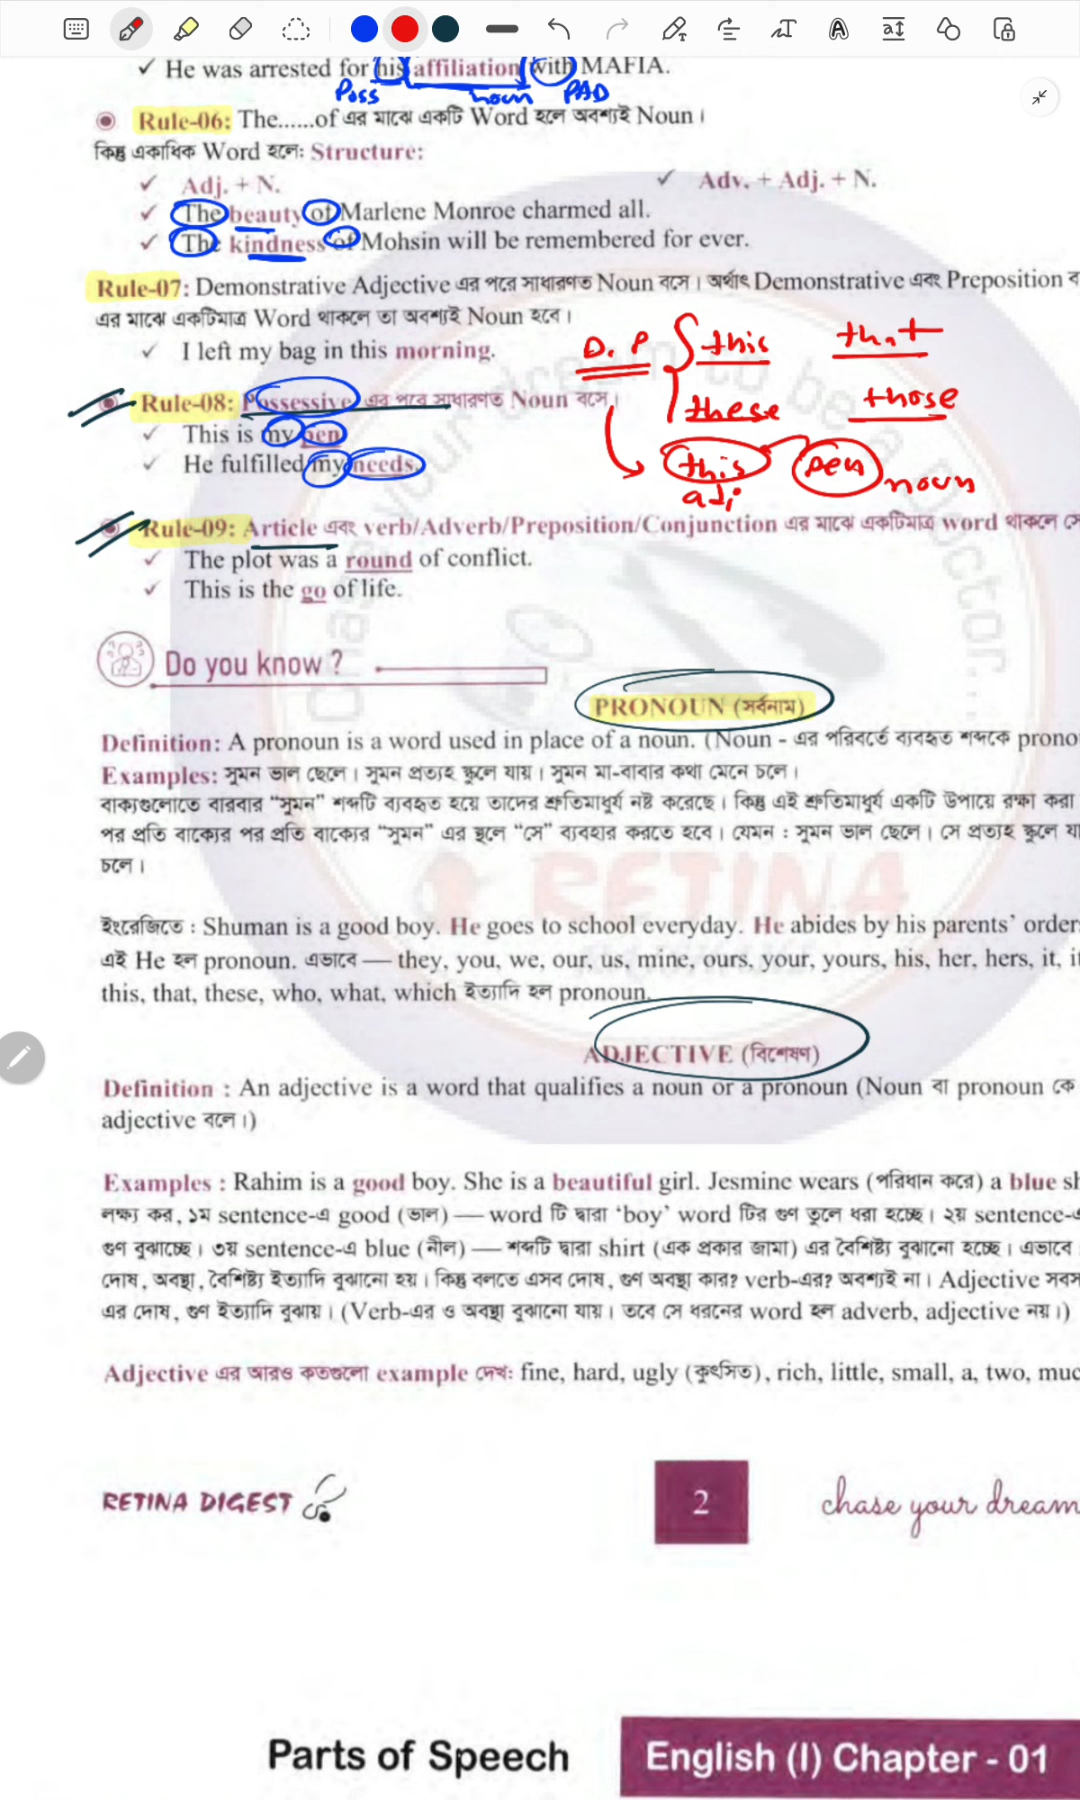 ✓ He was arrested for his affiliation with MAFIA.
Poss noun PAD
Rule-06: The......of এর মাঝে একটি Word হলে অবশ্যই Noun।
কিন্তু একাধিক Word হলে: Structure:
✓ Adj. + N. ✓ Adv. + Adj. + N.
✓ The beauty of Marlene Monroe charmed all.
✓ The kindness of Mohsin will be remembered for ever.
Rule-07: Demonstrative Adjective এর পরে সাধারণত Noun বসে। অর্থাৎ Demonstrative এবং Preposition
এর মাঝে একটিমাত্র Word থাকলে তা অবশ্যই Noun হবে।
✓ I left my bag in this morning.
D. P this that
these those
this pen noun
adj
Rule-08: Possessive এর পরে সাধারণত Noun বসে।
✓ This is my pen
✓ He fulfilled my needs.
Rule-09: Article এবং verb/Adverb/Preposition/Conjunction এর মাঝে একটিমাত্র word থাকলে
✓ The plot was a round of conflict.
✓ This is the go of life.
Do you know ?
PRONOUN (সর্বনাম)
Definition: A pronoun is a word used in place of a noun. (Noun - এর পরিবর্তে ব্যবহৃত শব্দকে prono
Examples: সুমন ভাল ছেলে। সুমন প্রত্যহ স্কুলে যায়। সুমন মা-বাবার কথা মেনে চলে।
বাক্যগুলোতে বারবার “সুমন” শব্দটি ব্যবহৃত হয়ে তাদের শ্রুতিমাধুর্য নষ্ট করেছে। কিন্তু এই শ্রুতিমাধুর্য একটি উপায়ে রক্ষা করা
পর প্রতি বাক্যের পর প্রতি বাক্যের “সুমন” এর স্থলে “সে” ব্যবহার করতে হবে। যেমন : সুমন ভাল ছেলে। সে প্রত্যহ স্কুলে যা
চলে।
ইংরেজিতে : Shuman is a good boy. He goes to school everyday. He abides by his parents’ order
এই He হল pronoun. এভাবে — they, you, we, our, us, mine, ours, your, yours, his, her, hers, it, i
this, that, these, who, what, which ইত্যাদি হল pronoun.
ADJECTIVE (বিশেষণ)
Definition : An adjective is a word that qualifies a noun or a pronoun (Noun বা pronoun কে
adjective বলে।)
Examples : Rahim is a good boy. She is a beautiful girl. Jesmine wears (পরিধান করে) a blue sh
লক্ষ্য কর, ১ম sentence-এ good (ভাল) — word টি দ্বারা ‘boy’ word টির গুণ তুলে ধরা হচ্ছে। ২য় sentence-এ
গুণ বুঝাচ্ছে। ৩য় sentence-এ blue (নীল) — শব্দটি দ্বারা shirt (এক প্রকার জামা) এর বৈশিষ্ট্য বুঝানো হচ্ছে। এভাবে
দোষ, অবস্থা, বৈশিষ্ট্য ইত্যাদি বুঝানো হয়। কিন্তু বলতে এসব দোষ, গুণ অবস্থা কার? verb-এর? অবশ্যই না। Adjective সবস
এর দোষ, গুণ ইত্যাদি বুঝায়। (Verb-এর ও অবস্থা বুঝানো যায়। তবে সে ধরনের word হল adverb, adjective নয়।)
Adjective এর আরও কতগুলো example দেখ: fine, hard, ugly (কুৎসিত), rich, little, small, a, two, muc
RETINA DIGEST 2 chase your dream
Parts of Speech English (I) Chapter - 01